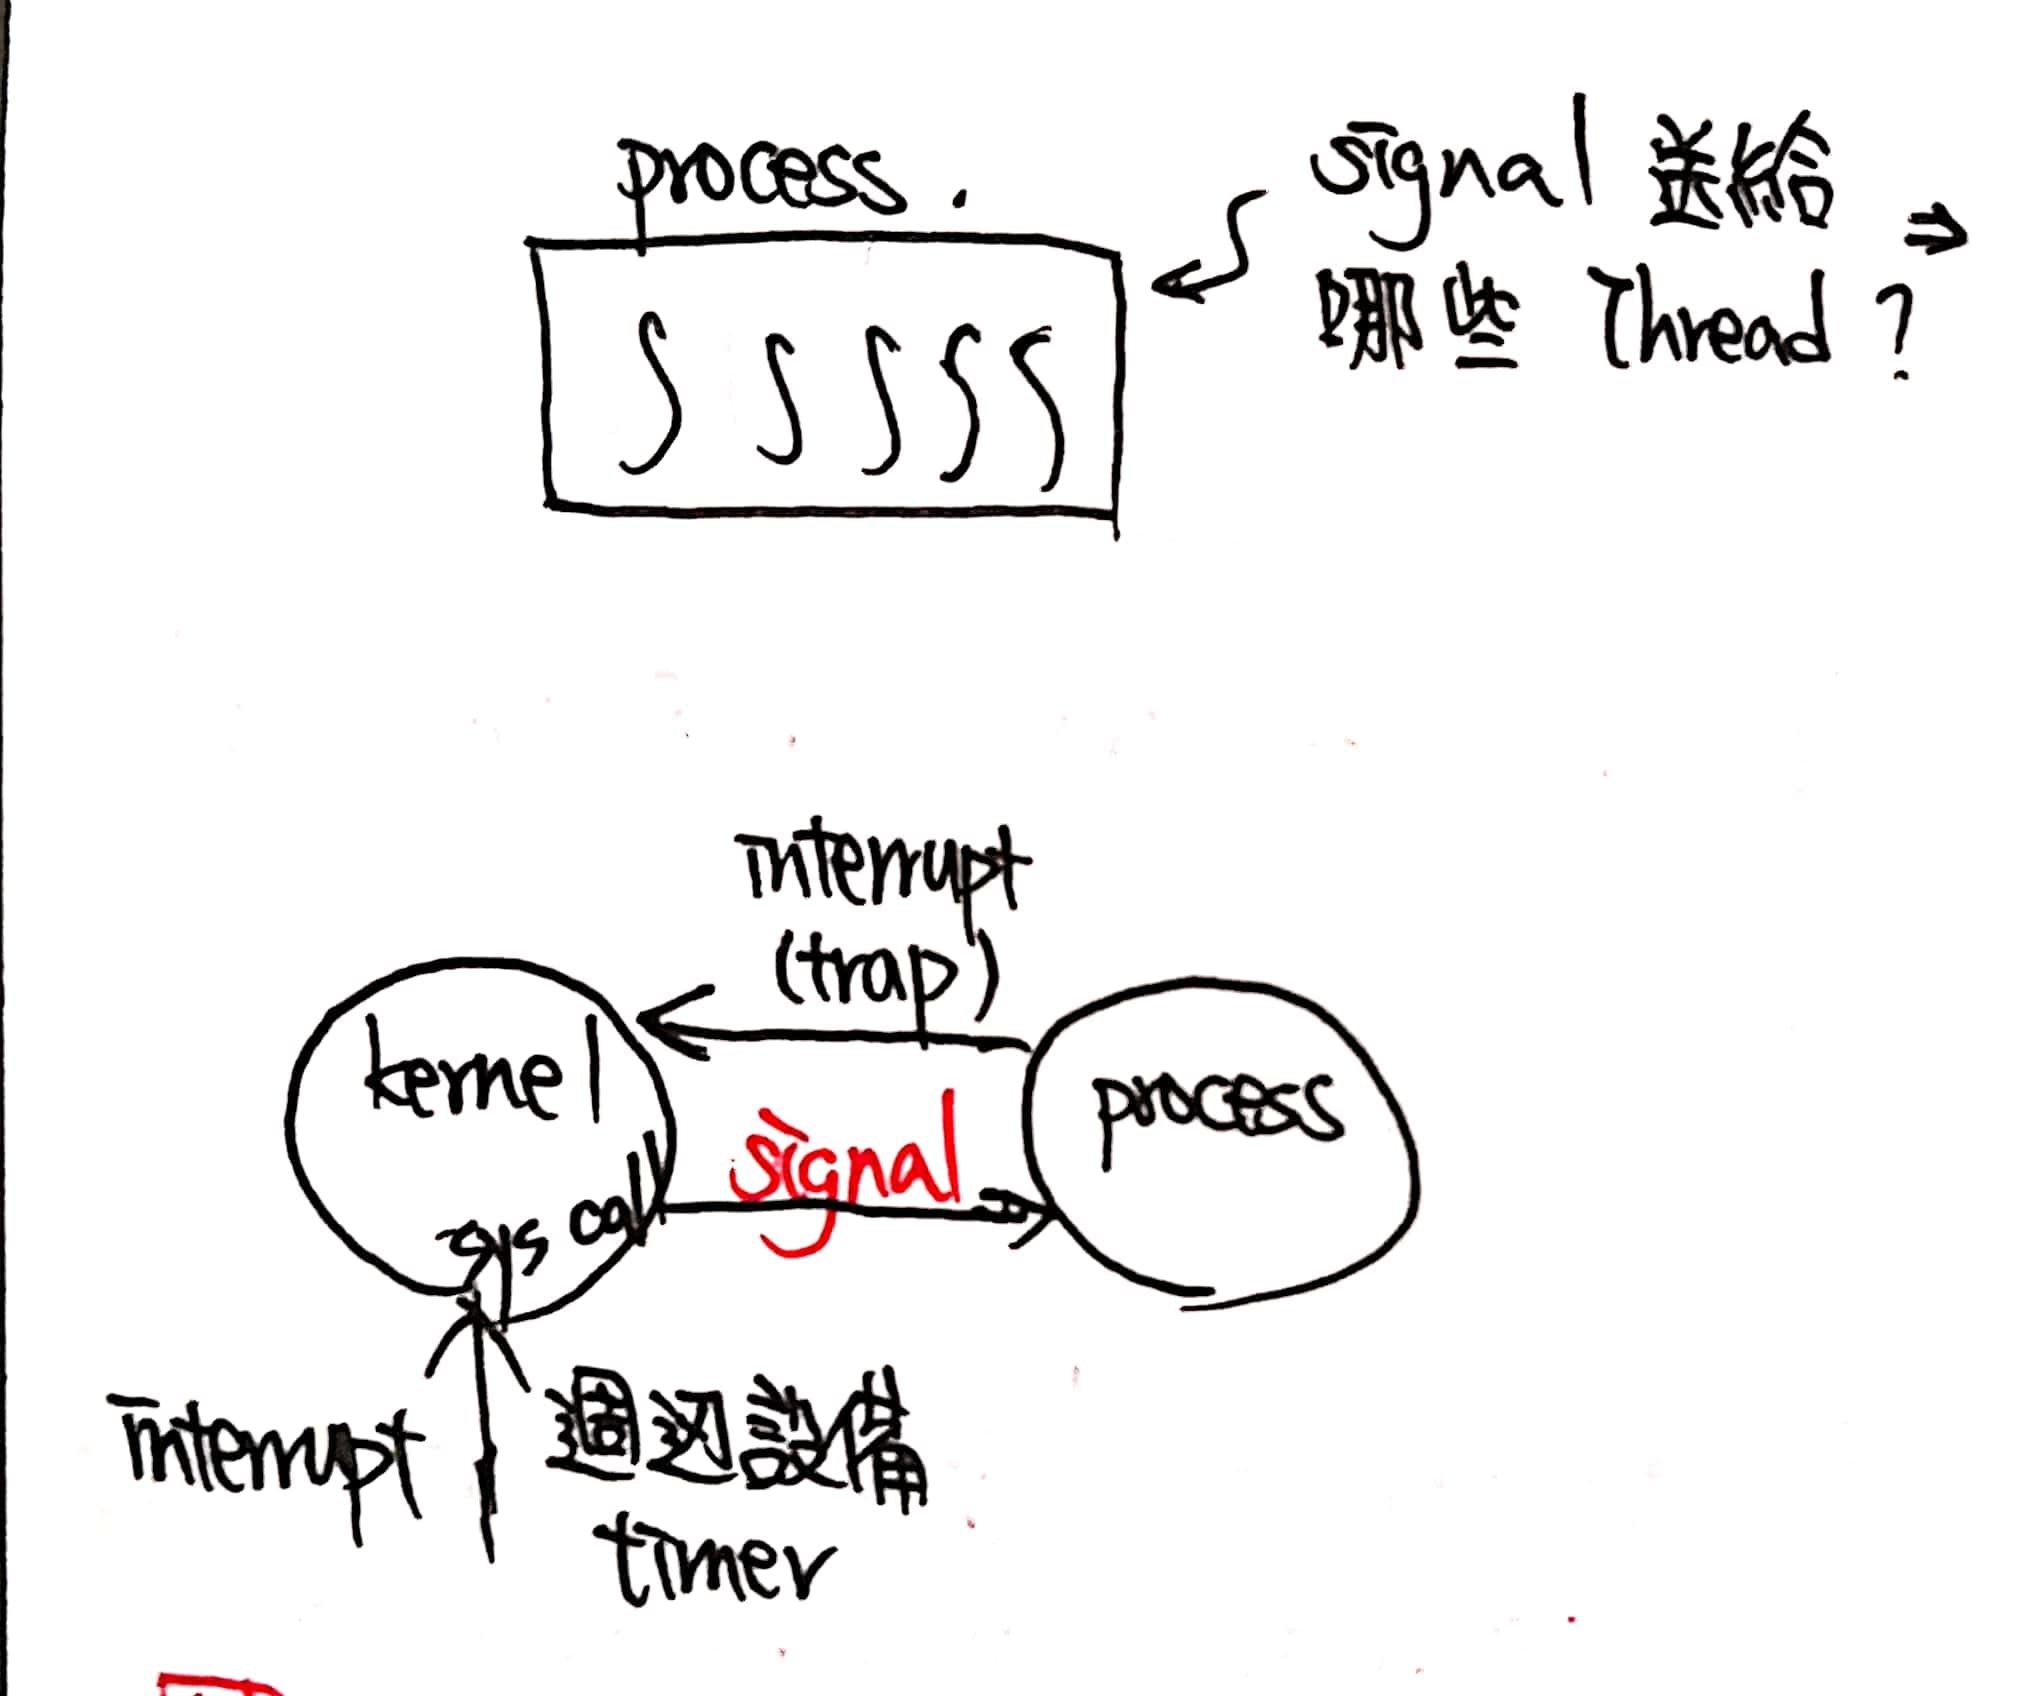 process.
signal 送給
哪些 Thread ?
⇒
interrupt
(trap)
kernel
process
signal
sys call
interrupt
週边設備
timer